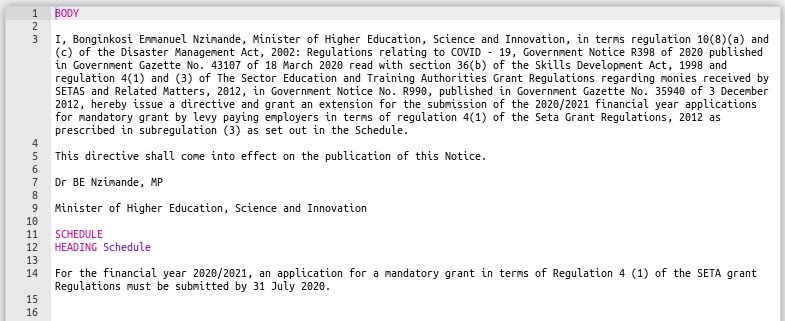 1 BODY
2
3 I, Bonginkosi Emmanuel Nzimande, Minister of Higher Education, Science and Innovation, in terms regulation 10(8)(a) and
(c) of the Disaster Management Act, 2002: Regulations relating to COVID - 19, Government Notice R398 of 2020 published
in Government Gazette No. 43107 of 18 March 2020 read with section 36(b) of the Skills Development Act, 1998 and
regulation 4(1) and (3) of The Sector Education and Training Authorities Grant Regulations regarding monies received by
SETAS and Related Matters, 2012, in Government Notice No. R990, published in Government Gazette No. 35940 of 3 December
2012, hereby issue a directive and grant an extension for the submission of the 2020/2021 financial year applications
for mandatory grant by levy paying employers in terms of regulation 4(1) of the Seta Grant Regulations, 2012 as
prescribed in subregulation (3) as set out in the Schedule.
4
5 This directive shall come into effect on the publication of this Notice.
6
7 Dr BE Nzimande, MP
8
9 Minister of Higher Education, Science and Innovation
10
11 SCHEDULE
12 HEADING Schedule
13
14 For the financial year 2020/2021, an application for a mandatory grant in terms of Regulation 4 (1) of the SETA grant
Regulations must be submitted by 31 July 2020.
15
16